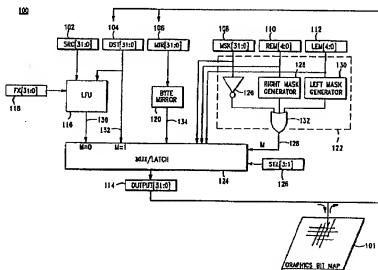 100
102 104 106 108 110 112
SRC[31:0] DST[31:0] MIR[31:0] MSK[31:0] REM[4:0] LEM[4:0]
128 130
FX[31:0]
118
LFU
116
BYTE
MIRROR
120
126
RIGHT MASK
GENERATOR
LEFT MASK
GENERATOR
130 132 134
132
122
M=0 M=1 M 128
MUX/LATCH
124
SEL[3:1]
126
114
OUTPUT[31:0]
101
GRAPHICS BIT MAP